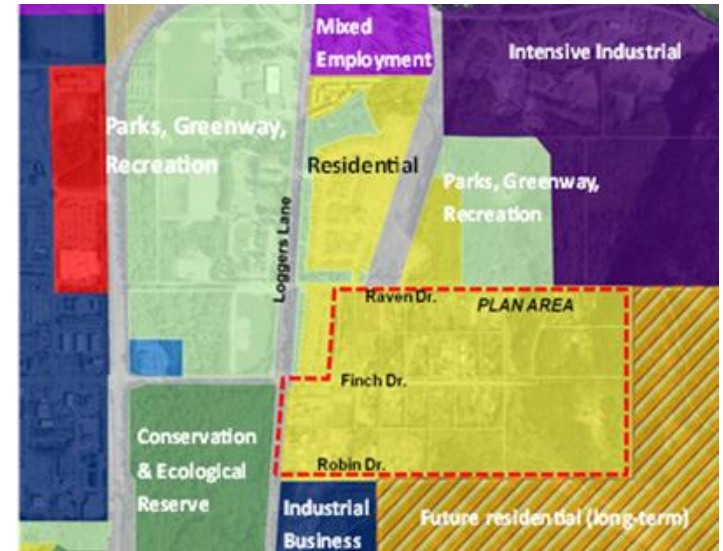 Mixed
Employment
Intensive Industrial
Parks, Greenway,
Recreation
Residential
Parks, Greenway,
Recreation
Loggers Lane
Raven Dr.
PLAN AREA
Finch Dr.
Conservation
& Ecological
Reserve
Robin Dr.
Industrial
Business
Future residential (long-term)